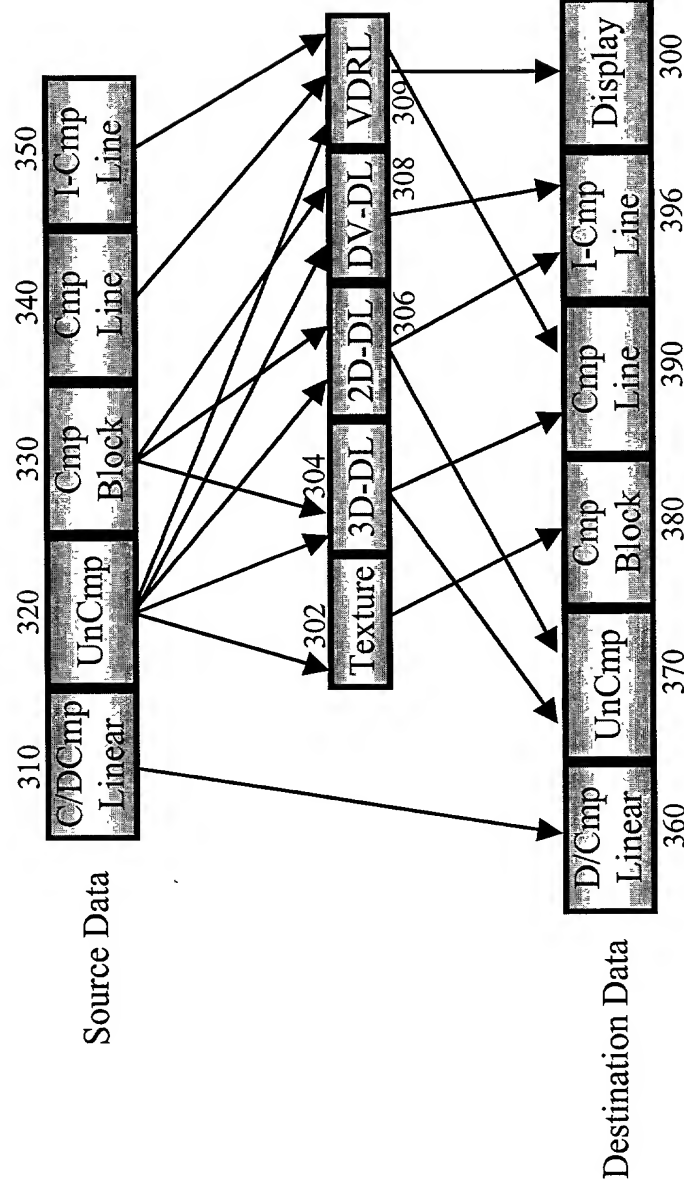 310
320
330
340
350
Source Data
C/DCmp
Linear
UnCmp
Cmp
Block
Cmp
Line
I-Cmp
Line
302
304
306
308
309
Texture
3D-DL
2D-DL
DV-DL
VDRL
Destination Data
D/Cmp
Linear
UnCmp
Cmp
Block
Cmp
Line
I-Cmp
Line
Display
360
370
380
390
396
300